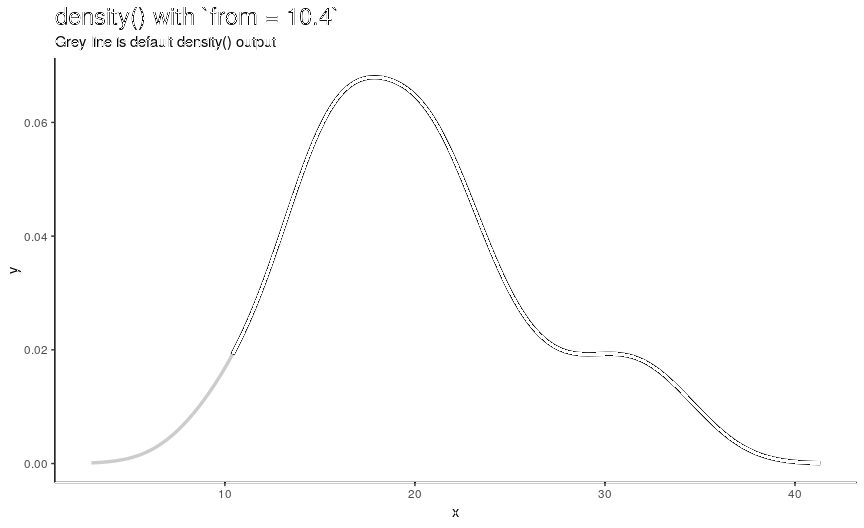 density() with `from = 10.4`
Grey line is default density() output
0.06
0.04
y
0.02
0.00
10 20 30 40
x